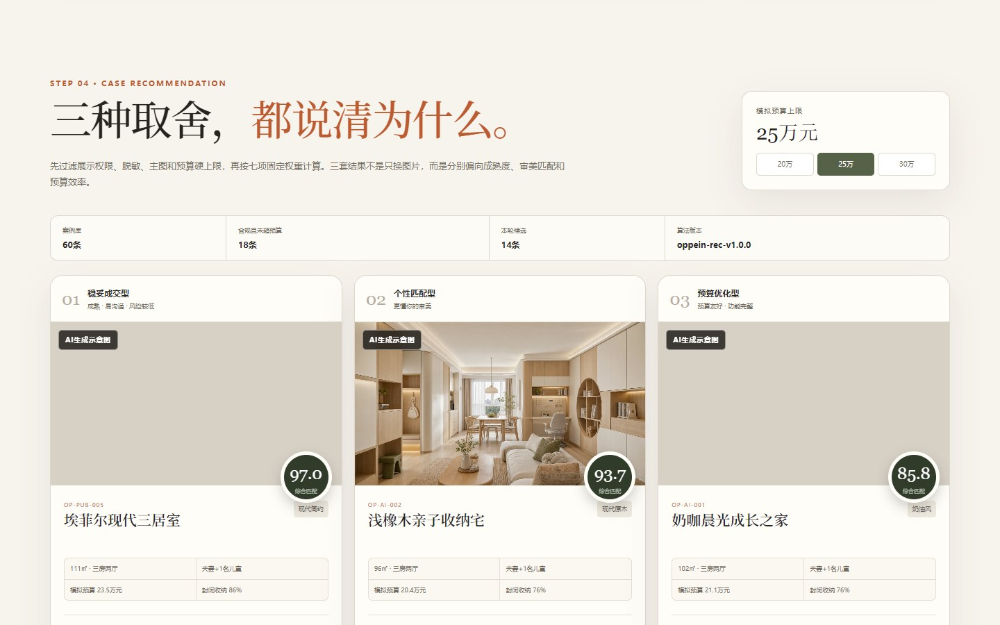 STEP 04 • CASE RECOMMENDATION
三种取舍，都说清为什么。
先过滤展示权限、脱敏、主图和预算硬上限，再按七项固定权重计算。三套结果不是只换图片，而是分别偏向成熟度、审美匹配和
预算效率。
模拟预算上限
25万元
20万
25万
30万
案例库
60条
合规且未超预算
18条
本轮候选
14条
算法版本
oppein-rec-v1.0.0
01
稳妥成交型
成熟 · 易沟通 · 风险较低
AI生成示意图
97.0
综合匹配
OP-PUB-005
现代简约
埃菲尔现代三居室
111㎡ · 三房两厅
夫妻+1名儿童
模拟预算 23.5万元
封闭收纳 86%
02
个性匹配型
更懂你的审美
AI生成示意图
93.7
综合匹配
OP-AI-002
现代原木
浅橡木亲子收纳宅
96㎡ · 三房两厅
夫妻+1名儿童
模拟预算 20.4万元
封闭收纳 76%
03
预算优化型
预算友好 · 功能完整
AI生成示意图
85.8
综合匹配
OP-AI-001
奶油风
奶咖晨光成长之家
102㎡ · 三房两厅
夫妻+1名儿童
模拟预算 21.1万元
封闭收纳 76%